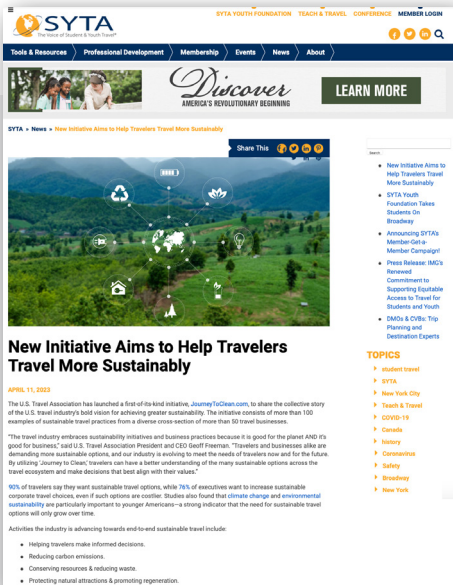 SYTA YOUTH FOUNDATION TEACH & TRAVEL CONFERENCE MEMBER LOGIN
SYTA
The Voice of Student & Youth Travel®
Tools & Resources Professional Development Membership Events News About
Discover
AMERICA'S REVOLUTIONARY BEGINNING
LEARN MORE
SYTA » News » New Initiative Aims to Help Travelers Travel More Sustainably
Share This
New Initiative Aims to Help Travelers
Travel More Sustainably
APRIL 11, 2023
The U.S. Travel Association has launched a first-of-its-kind initiative, JourneyToClean.com, to share the collective story
of the U.S. travel industry's bold vision for achieving greater sustainability. The initiative consists of more than 100
examples of sustainable travel practices from a diverse cross-section of more than 50 travel businesses.
"The travel industry embraces sustainability initiatives and business practices because it is good for the planet AND it's
good for business," said U.S. Travel Association President and CEO Geoff Freeman. "Travelers and businesses alike are
demanding more sustainable options, and our industry is evolving to meet the needs of travelers now and for the future.
By utilizing 'Journey to Clean,' travelers can have a better understanding of the many sustainable options across the
travel ecosystem and make decisions that best align with their values."
90% of travelers say they want sustainable travel options, while 76% of executives want to increase sustainable
corporate travel choices, even if such options are costlier. Studies also found that climate change and environmental
sustainability are particularly important to younger Americans—a strong indicator that the need for sustainable travel
options will only grow over time.
Activities the industry is advancing towards end-to-end sustainable travel include:
Helping travelers make informed decisions.
Reducing carbon emissions.
Conserving resources & reducing waste.
Protecting natural attractions & promoting regeneration.
Search
New Initiative Aims to
Help Travelers Travel
More Sustainably
SYTA Youth
Foundation Takes
Students On
Broadway
Announcing SYTA's
Member-Get-a-
Member Campaign!
Press Release: IMG's
Renewed
Commitment to
Supporting Equitable
Access to Travel for
Students and Youth
DMOs & CVBs: Trip
Planning and
Destination Experts
TOPICS
student travel
SYTA
New York City
Teach & Travel
COVID-19
Canada
history
Coronavirus
Safety
Broadway
New York